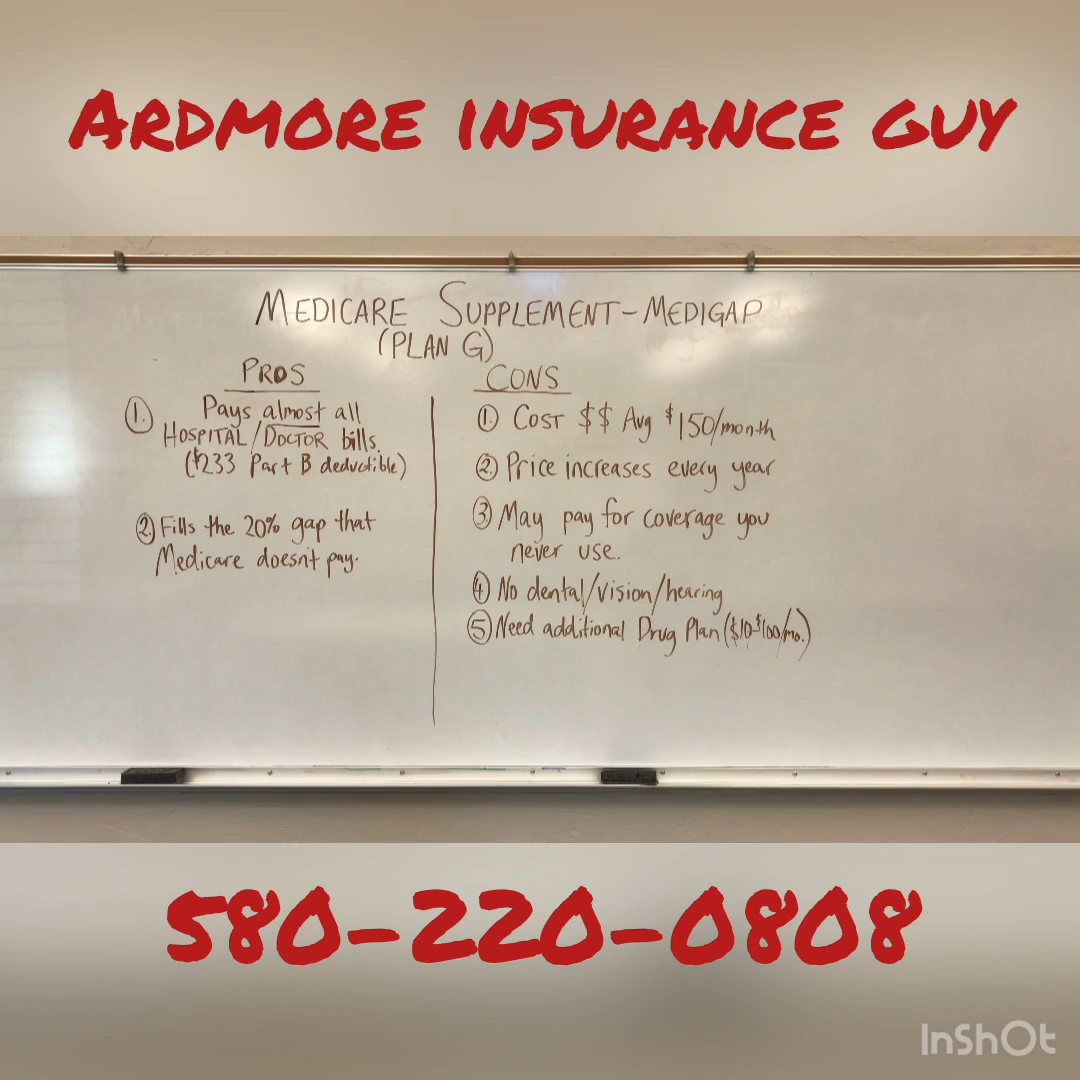 ARDMORE INSURANCE GUY
MEDICARE SUPPLEMENT-MEDIGAP
(PLAN G)
PROS
1. Pays almost all
HOSPITAL/DOCTOR bills.
($233 Part B deductible)
2. Fills the 20% gap that
Medicare doesn't pay.
CONS
1 COST $$ Avg $150/month
2. Price increases every year
3 May pay for coverage you
never use.
4 No dental/vision/hearing
5 Need additional Drug Plan ($10-$100/mo.)
580-220-0808
InShOt